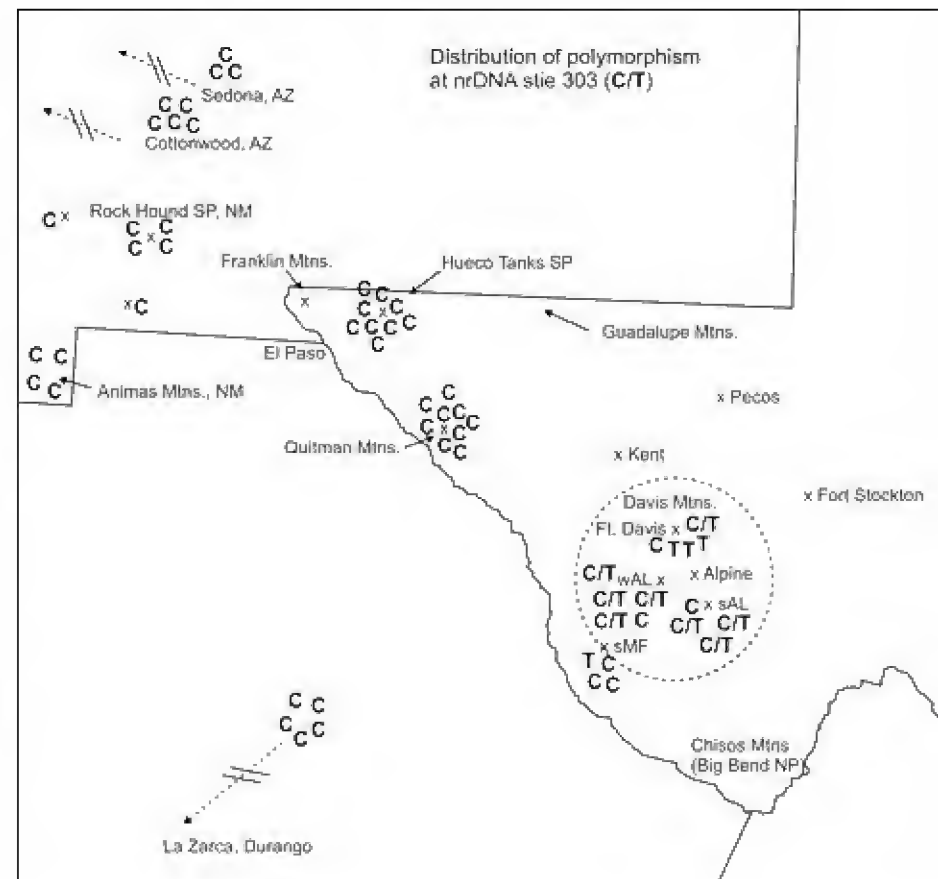 Distribution of polymorphism
at nrDNA stie 303 (C/T)
C
C C
Sedona, AZ
C C
C C C
Cottonwood, AZ
C x
Rock Hound SP, NM
C C
x
C C
Franklin Mtns.
Hueco Tanks SP
x
C
C
C x C
C C C C
C
x C
Guadalupe Mtns.
El Paso
C C
C C
Animas Mtns., NM
x Pecos
C
C C C C
C x C
C C
C
Quitman Mtns.
x Kent
x Fort Stockton
Davis Mtns.
Ft. Davis x C/T
C T T T
C/T wAL x
x Alpine
C/T C/T
C/T C
C x sAL
C/T C/T
C/T
x sMF
T C
C C
C C
C C
C
Chisos Mtns
(Big Bend NP)
La Zarca, Durango